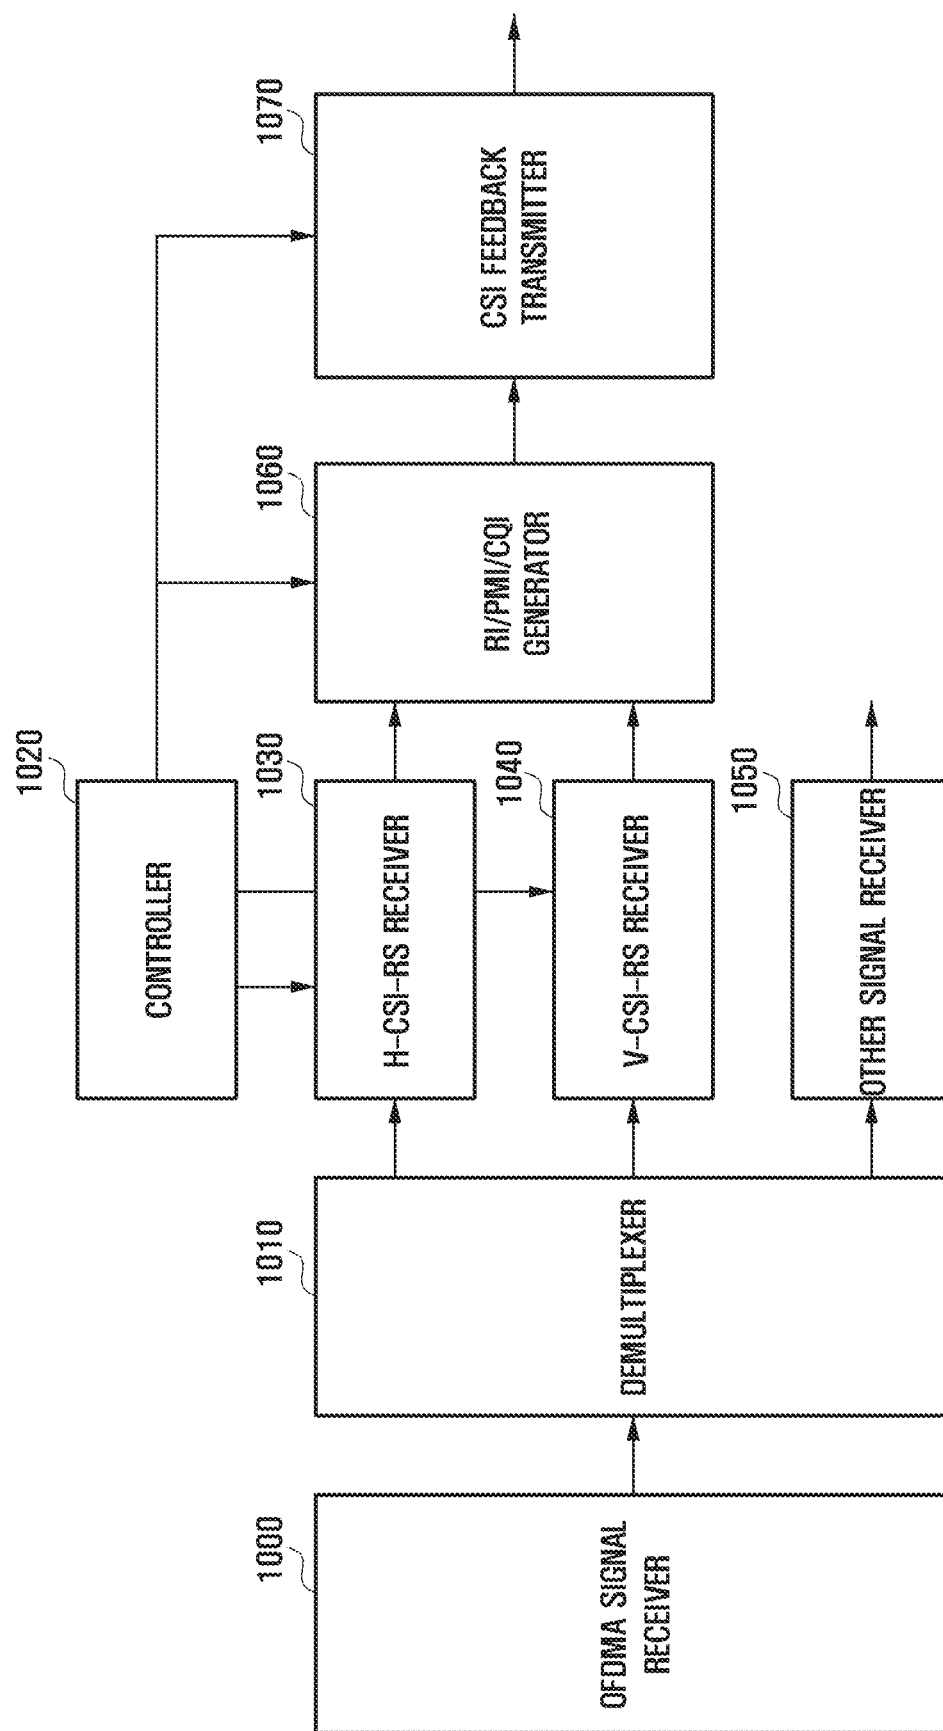 1020
CONTROLLER
1000
OFDMA SIGNAL
RECEIVER
1010
DEMULTIPLEXER
1030
H-CSI-RS RECEIVER
1040
V-CSI-RS RECEIVER
1050
OTHER SIGNAL RECEIVER
1060
RI/PMI/CQI
GENERATOR
1070
CSI FEEDBACK
TRANSMITTER